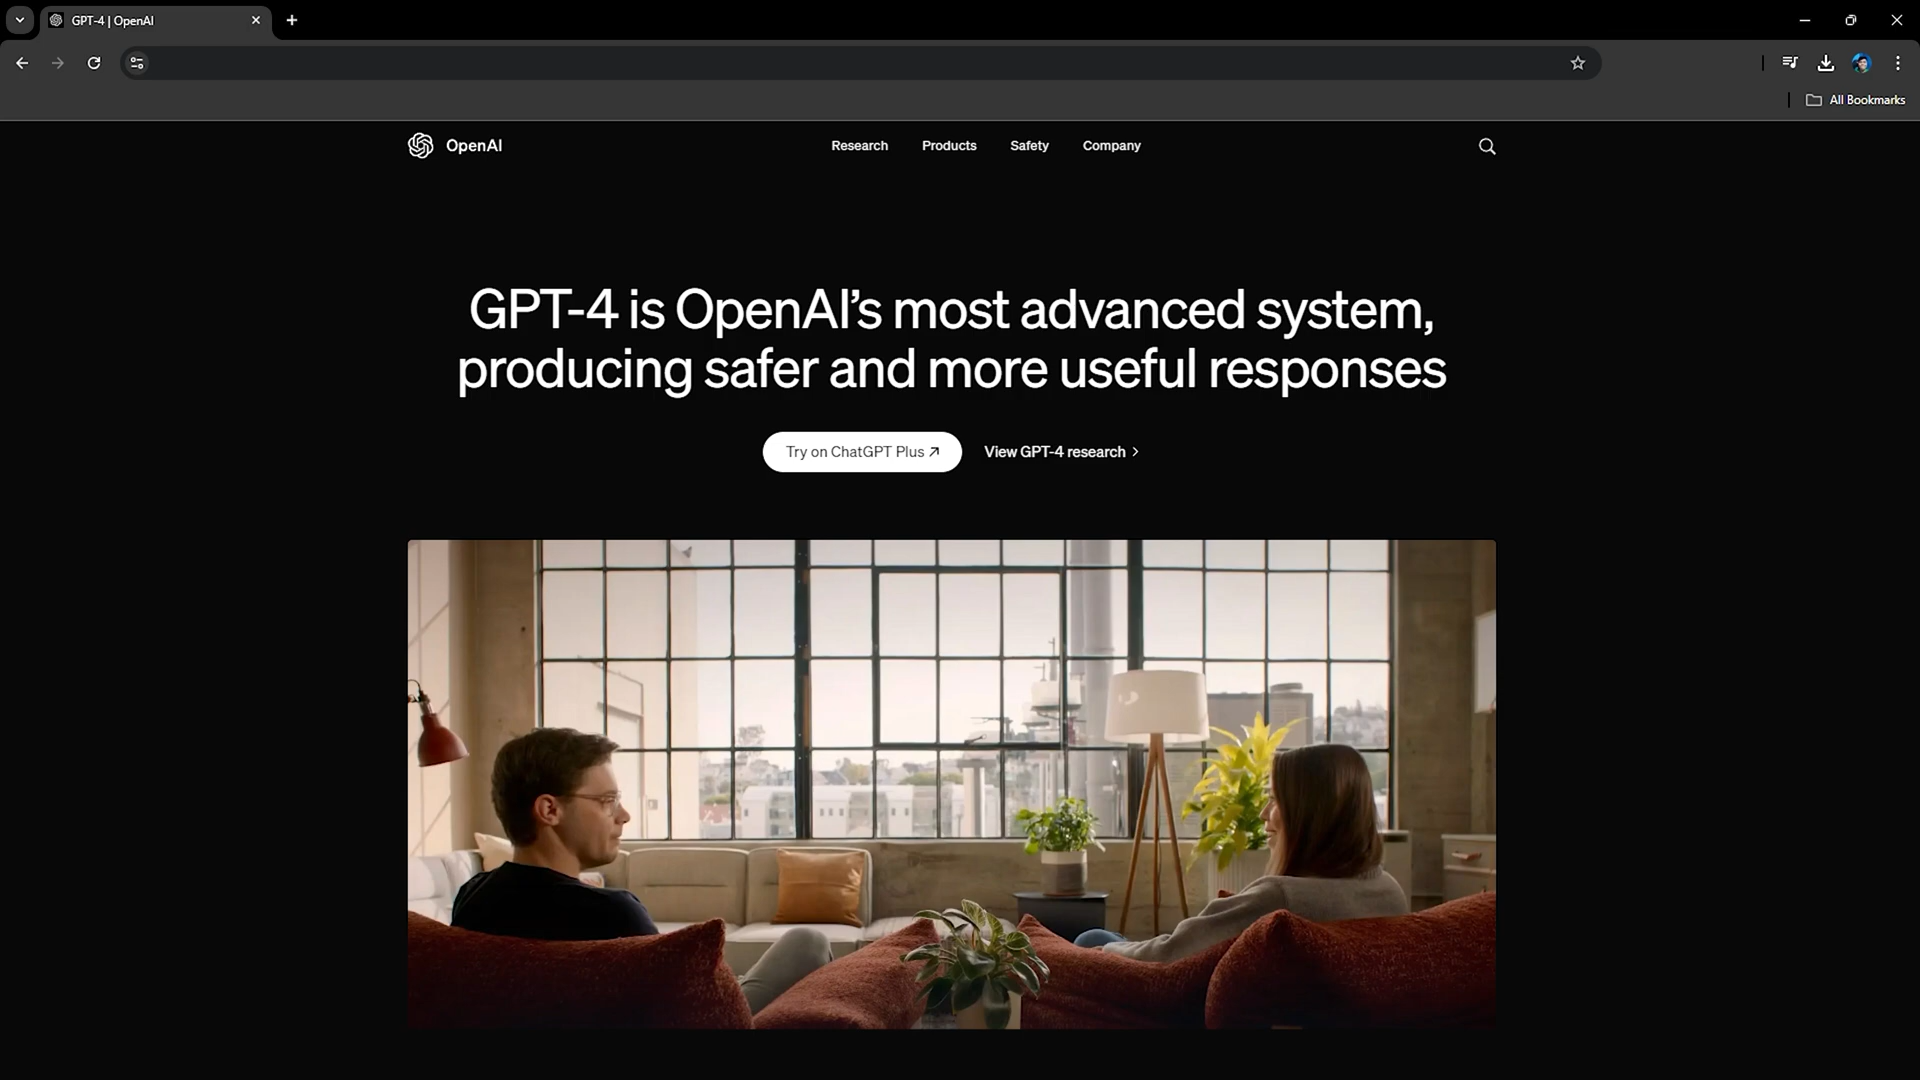 GPT-4 | OpenAI
All Bookmarks
OpenAI
Research
Products
Safety
Company
GPT-4 is OpenAI’s most advanced system,
producing safer and more useful responses
Try on ChatGPT Plus
View GPT-4 research